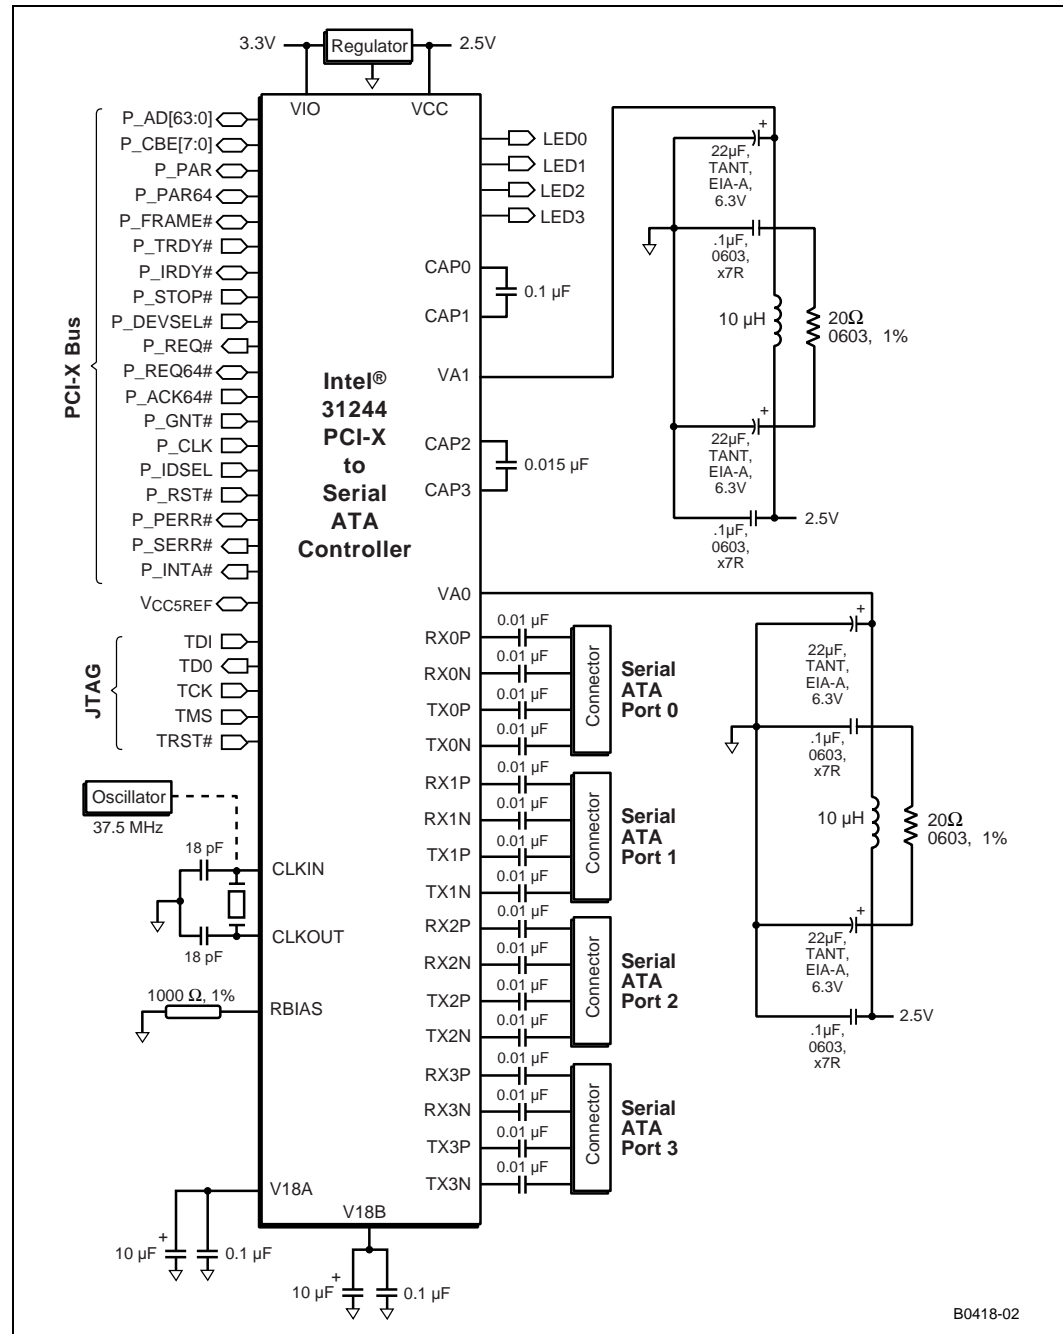 3.3V
Regulator
2.5V
VIO
VCC
PCI-X Bus
P_AD[63:0]
P_CBE[7:0]
P_PAR
P_PAR64
P_FRAME#
P_TRDY#
P_IRDY#
P_STOP#
P_DEVSEL#
P_REQ#
P_REQ64#
P_ACK64#
P_GNT#
P_CLK
P_IDSEL
P_RST#
P_PERR#
P_SERR#
P_INTA#
VCC5REF
JTAG
TDI
TD0
TCK
TMS
TRST#
Oscillator
37.5 MHz
18 pF
18 pF
CLKIN
CLKOUT
1000 Ω, 1%
RBIAS
V18A
10 µF
+
0.1 µF
V18B
10 µF
+
0.1 µF
Intel®
31244
PCI-X
to
Serial
ATA
Controller
LED0
LED1
LED2
LED3
CAP0
0.1 µF
CAP1
VA1
CAP2
0.015 µF
CAP3
+
22µF,
TANT,
EIA-A,
6.3V
.1µF,
0603,
x7R
10 µH
20Ω
0603, 1%
+
22µF,
TANT,
EIA-A,
6.3V
2.5V
.1µF,
0603,
x7R
VA0
RX0P
0.01 µF
RX0N
0.01 µF
TX0P
0.01 µF
TX0N
0.01 µF
Connector
Serial
ATA
Port 0
RX1P
0.01 µF
RX1N
0.01 µF
TX1P
0.01 µF
TX1N
0.01 µF
Connector
Serial
ATA
Port 1
RX2P
0.01 µF
RX2N
0.01 µF
TX2P
0.01 µF
TX2N
0.01 µF
Connector
Serial
ATA
Port 2
RX3P
0.01 µF
RX3N
0.01 µF
TX3P
0.01 µF
TX3N
0.01 µF
Connector
Serial
ATA
Port 3
+
22µF,
TANT,
EIA-A,
6.3V
.1µF,
0603,
x7R
10 µH
20Ω
0603, 1%
+
22µF,
TANT,
EIA-A,
6.3V
2.5V
.1µF,
0603,
x7R
B0418-02